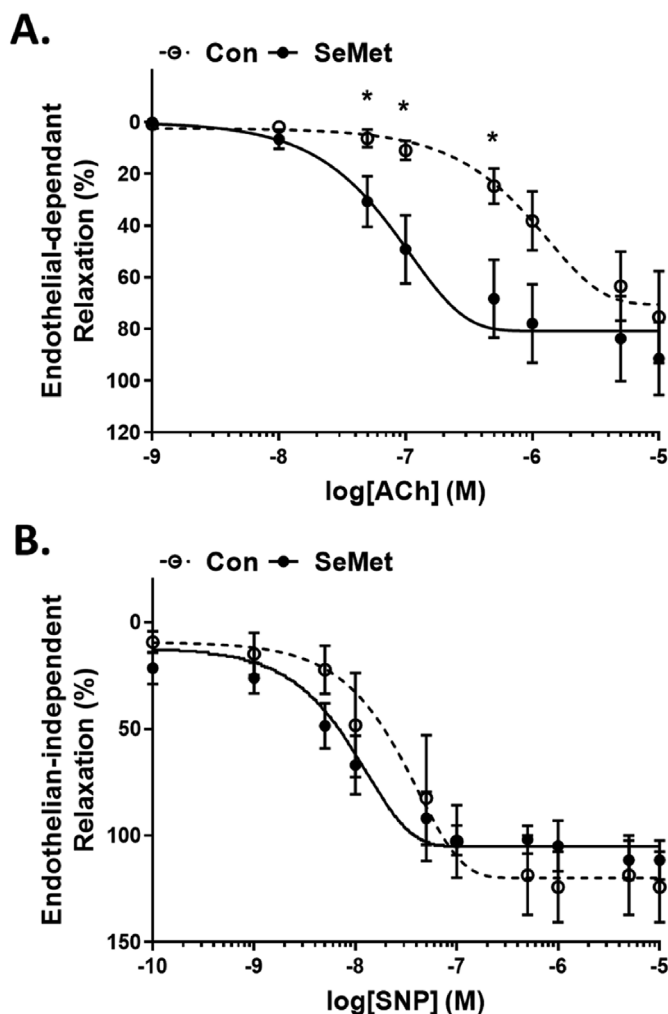 A.
Con SeMet
* * *
Endothelial-dependant
Relaxation (%)
0
20
40
60
80
100
120
-9 -8 -7 -6 -5
log[ACh] (M)
B.
Con SeMet
Endothelian-independent
Relaxation (%)
0
50
100
150
-10 -9 -8 -7 -6 -5
log[SNP] (M)